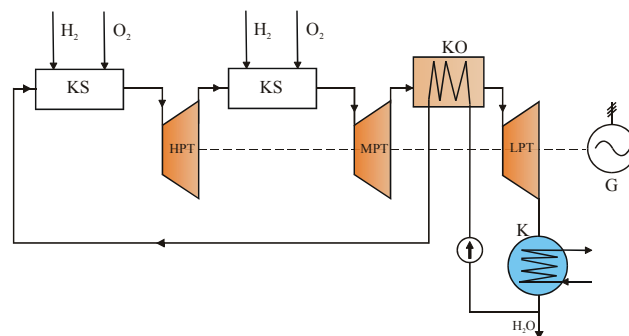 H₂ O₂ H₂ O₂
KO
KS KS
HPT MPT LPT
G
K
H₂O